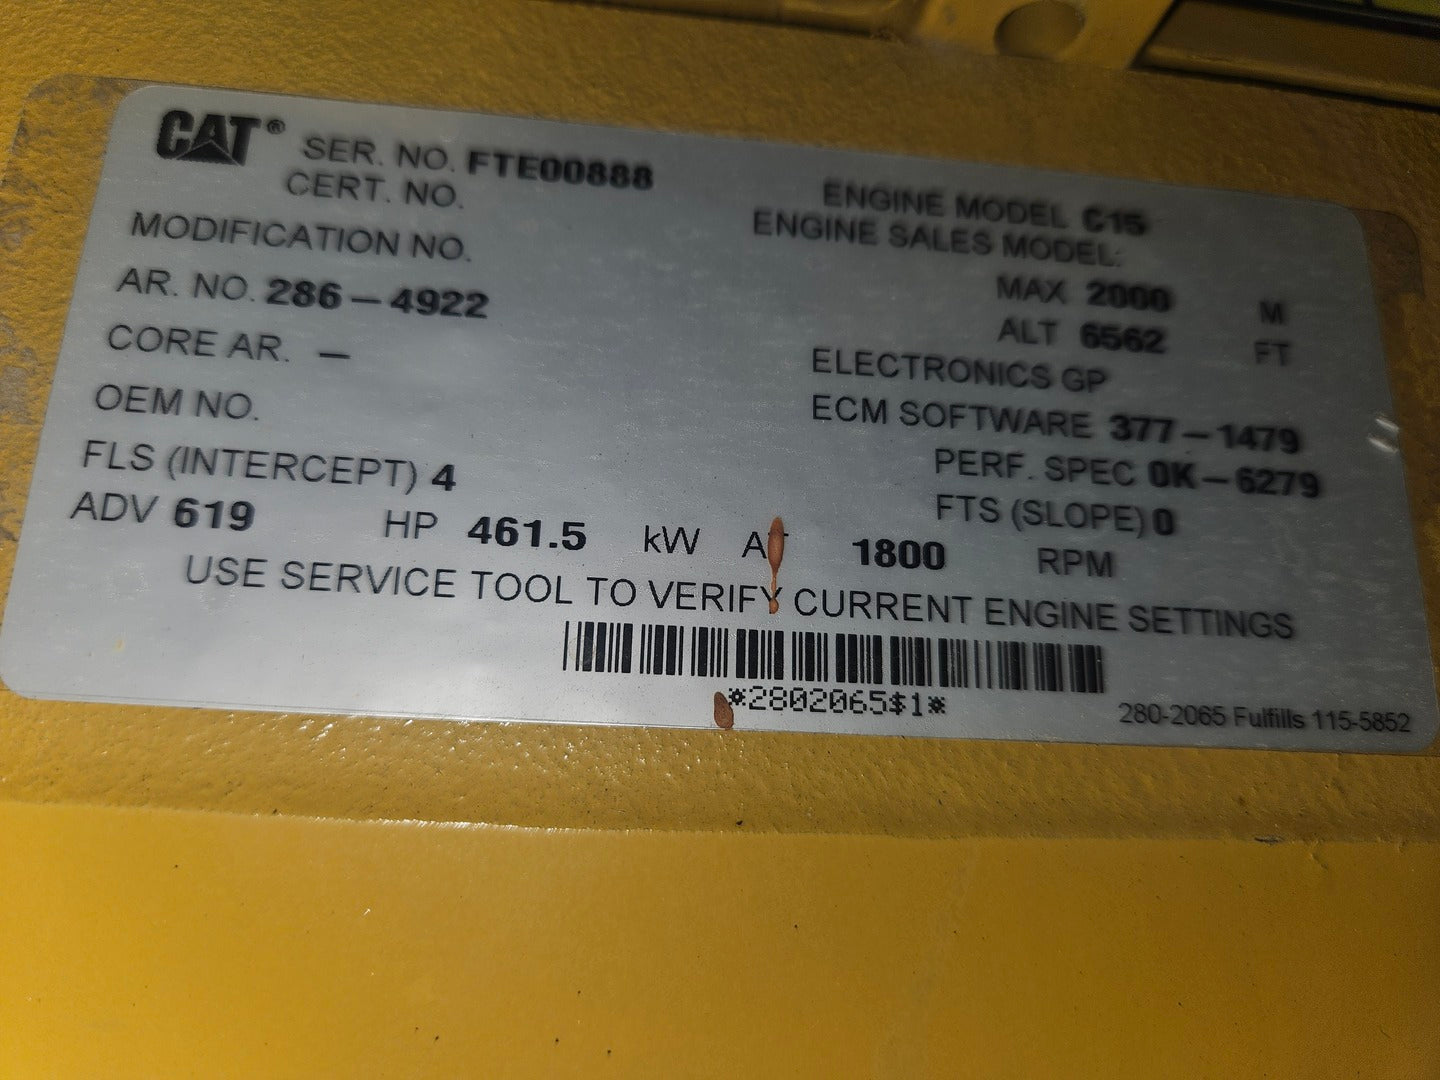 CAT® SER. NO. FTE00888
CERT. NO.
ENGINE MODEL C15
MODIFICATION NO.
ENGINE SALES MODEL:
AR. NO. 286-4922
MAX 2000 M
CORE AR. -
ALT 6562 FT
ELECTRONICS GP
OEM NO.
ECM SOFTWARE 377-1479
FLS (INTERCEPT) 4
PERF. SPEC 0K-6279
FTS (SLOPE) 0
ADV 619 HP 461.5 kW AT 1800 RPM
USE SERVICE TOOL TO VERIFY CURRENT ENGINE SETTINGS
*2802065$1*
280-2065 Fulfills 115-5852